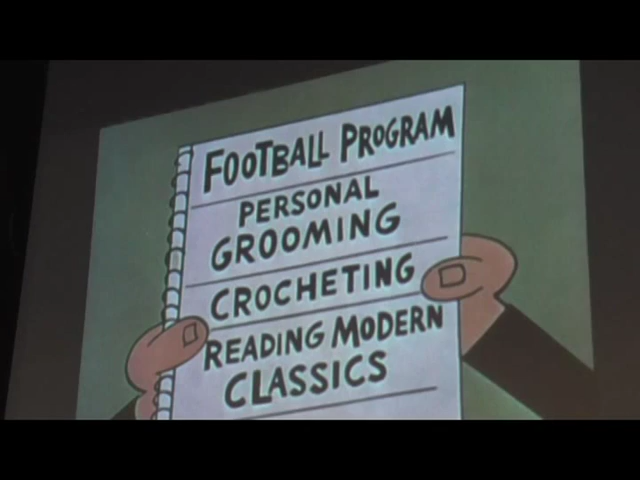 FOOTBALL PROGRAM
PERSONAL
GROOMING
CROCHETING
READING MODERN
CLASSICS